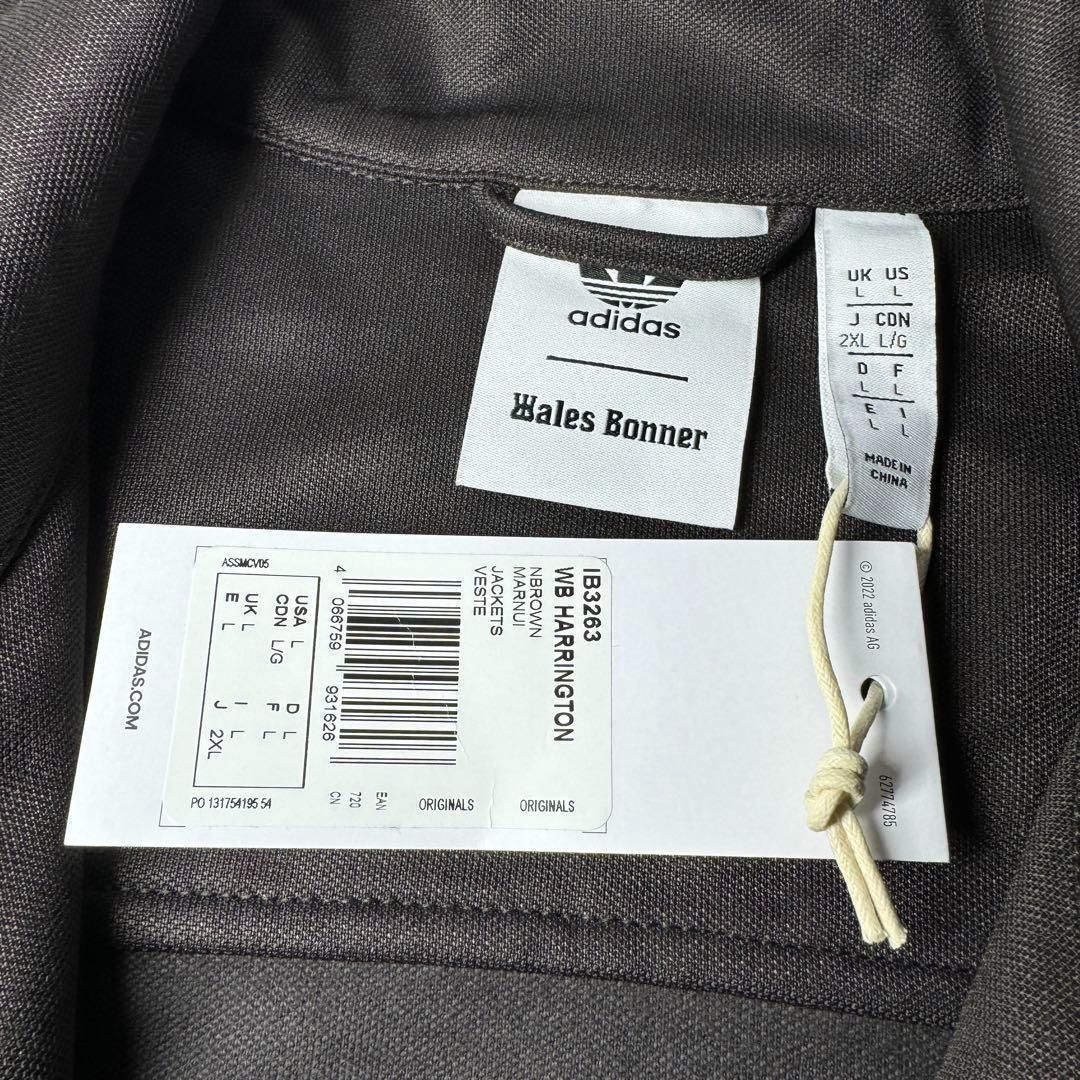 adidas
Wales Bonner
UK US
L L
J CDN
2XL L/G
D F
L L
E I
L L
MADE IN
CHINA
© 2022 adidas AG
62774785
ADIDAS.COM
ASSMCV05
USA L D L
CDN L/G F L
UK L I L
E L J 2XL
PO 131754195 54
4 066759 931626
EAN
720
CN
IB3263
WB HARRINGTON
NBROWN
MARNUI
JACKETS
VESTE
ORIGINALS
ORIGINALS